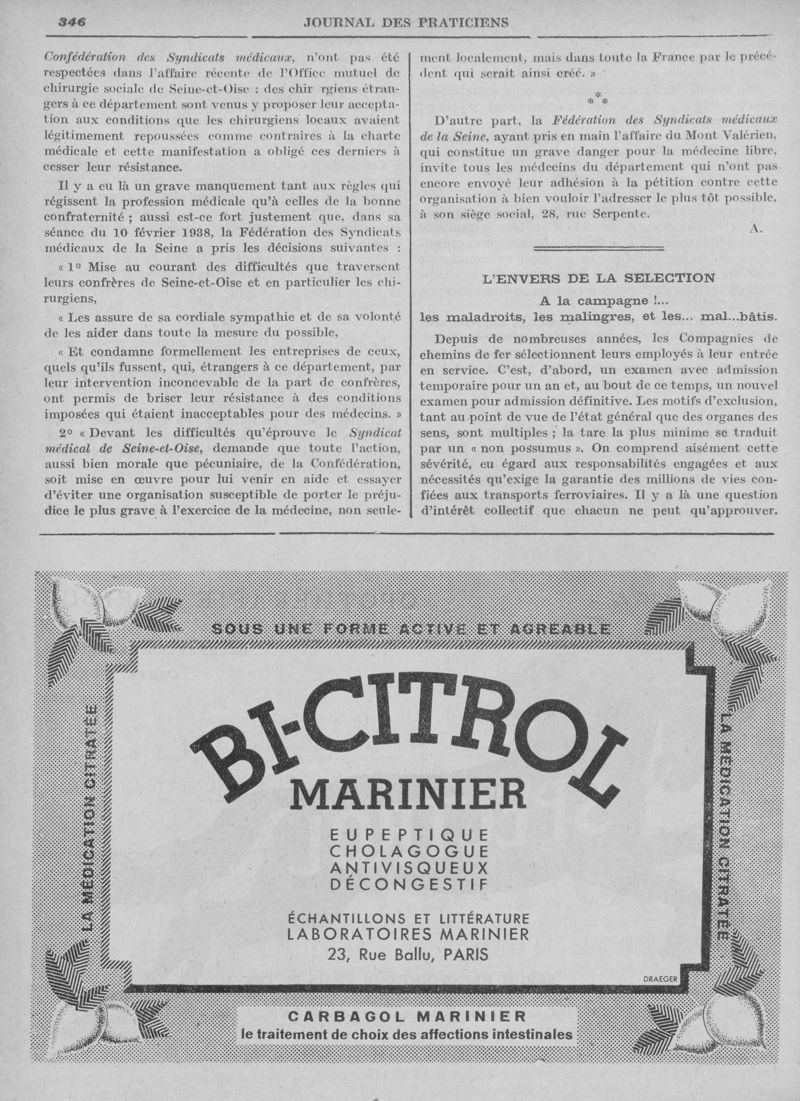 346
JOURNAL DES PRATICIENS
Confédération des Syndicats médicaux, n'ont pas été
respectées dans l'affaire récente de l'Office mutuel de
chirurgie sociale de Seine-et-Oise : des chir rgiens étran-
gers à ce département sont venus y proposer leur accepta-
tion aux conditions que les chirurgiens locaux avaient
légitimement repoussées comme contraires à la charte
médicale et cette manifestation a obligé ces derniers à
cesser leur résistance.
Il y a eu là un grave manquement tant aux règles qui
régissent la profession médicale qu'à celles de la bonne
confraternité ; aussi est-ce fort justement que, dans sa
séance du 10 février 1938, la Fédération des Syndicats
médicaux de la Seine a pris les décisions suivantes :
« 1° Mise au courant des difficultés que traversent
leurs confrères de Seine-et-Oise et en particulier les chi-
rurgiens,
« Les assure de sa cordiale sympathie et de sa volonté
de les aider dans toute la mesure du possible,
« Et condamne formellement les entreprises de ceux,
quels qu'ils fussent, qui, étrangers à ce département, par
leur intervention inconcevable de la part de confrères,
ont permis de briser leur résistance à des conditions
imposées qui étaient inacceptables pour des médecins. »
2° « Devant les difficultés qu'éprouve le Syndicat
médical de Seine-et-Oise, demande que toute l'action,
aussi bien morale que pécuniaire, de la Confédération,
soit mise en œuvre pour lui venir en aide et essayer
d'éviter une organisation susceptible de porter le préju-
dice le plus grave à l'exercice de la médecine, non seule-
ment localement, mais dans toute la France par le précé-
dent qui serait ainsi créé. »
*
* *
D'autre part, la Fédération des Syndicats médicaux
de la Seine, ayant pris en main l'affaire du Mont Valérien,
qui constitue un grave danger pour la médecine libre,
invite tous les médecins du département qui n'ont pas
encore envoyé leur adhésion à la pétition contre cette
organisation à bien vouloir l'adresser le plus tôt possible,
à son siège social, 28, rue Serpente.
A.
L'ENVERS DE LA SELECTION
A la campagne !...
les maladroits, les malingres, et les... mal...bâtis.
Depuis de nombreuses années, les Compagnies de
chemins de fer sélectionnent leurs employés à leur entrée
en service. C'est, d'abord, un examen avec admission
temporaire pour un an et, au bout de ce temps, un nouvel
examen pour admission définitive. Les motifs d'exclusion,
tant au point de vue de l'état général que des organes des
sens, sont multiples ; la tare la plus minime se traduit
par un « non possumus ». On comprend aisément cette
sévérité, eu égard aux responsabilités engagées et aux
nécessités qu'exige la garantie des millions de vies con-
fiées aux transports ferroviaires. Il y a là une question
d'intérêt collectif que chacun ne peut qu'approuver.
SOUS UNE FORME ACTIVE ET AGREABLE
LA MÉDICATION CITRATÉE
BI-CITROL
MARINIER
EUPEPTIQUE
CHOLAGOGUE
ANTIVISQUEUX
DÉCONGESTIF
ÉCHANTILLONS ET LITTÉRATURE
LABORATOIRES MARINIER
23, Rue Ballu, PARIS
DRAEGER
LA MÉDICATION CITRATÉE
CARBAGOL MARINIER
le traitement de choix des affections intestinales